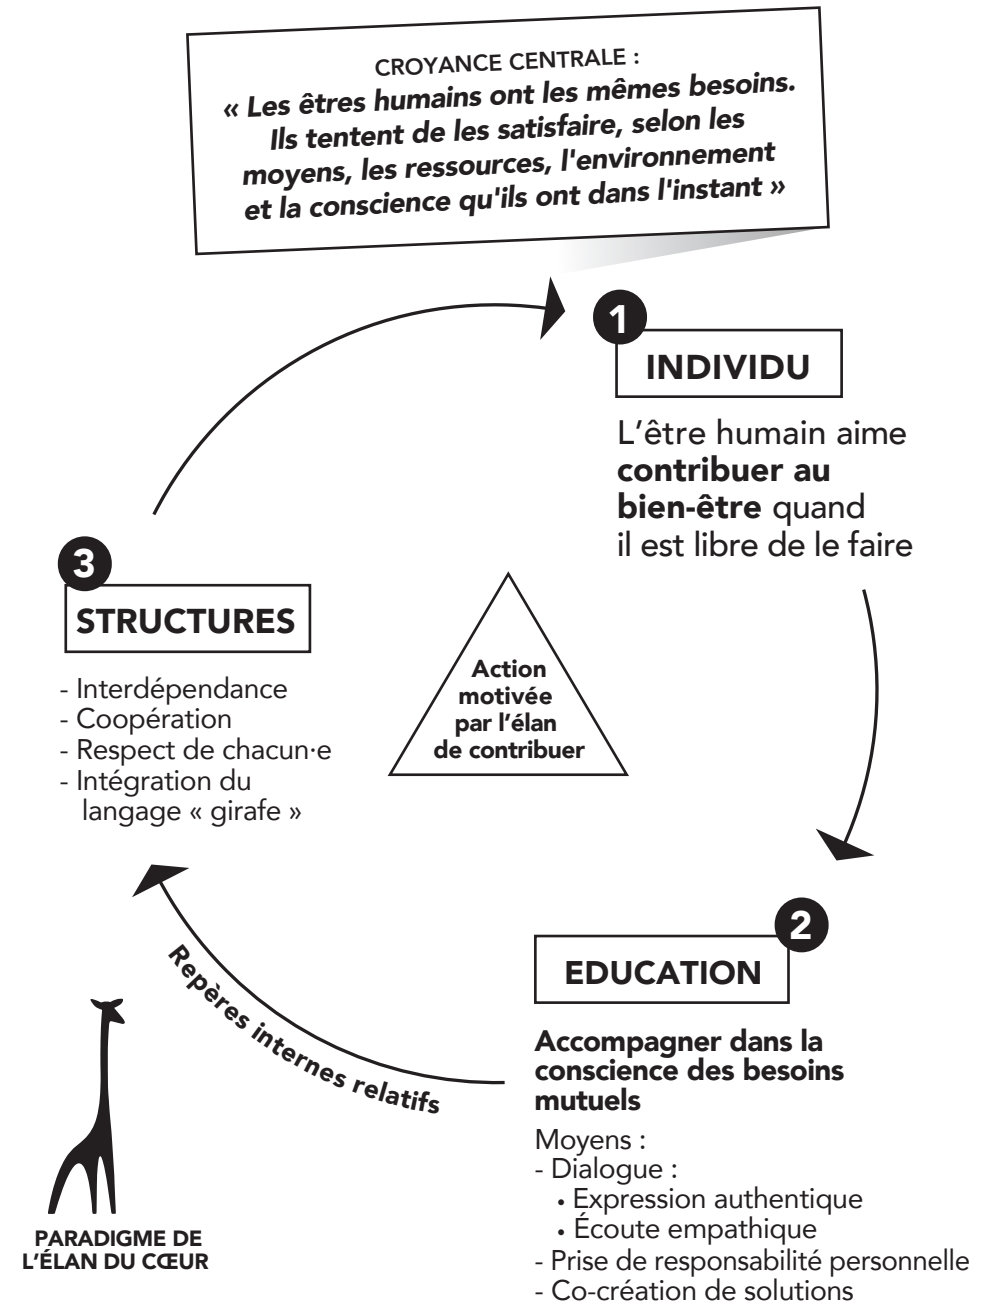 CROYANCE CENTRALE :
« Les êtres humains ont les mêmes besoins.
Ils tentent de les satisfaire, selon les
moyens, les ressources, l'environnement
et la conscience qu'ils ont dans l'instant »
1
INDIVIDU
L'être humain aime
contribuer au
bien-être quand
il est libre de le faire
3
STRUCTURES
- Interdépendance
- Coopération
- Respect de chacun·e
- Intégration du
langage « girafe »
Action
motivée
par l'élan
de contribuer
2
EDUCATION
Accompagner dans la
conscience des besoins
mutuels
Moyens :
- Dialogue :
• Expression authentique
• Écoute empathique
- Prise de responsabilité personnelle
- Co-création de solutions
Repères internes relatifs
PARADIGME DE
L'ÉLAN DU CŒUR